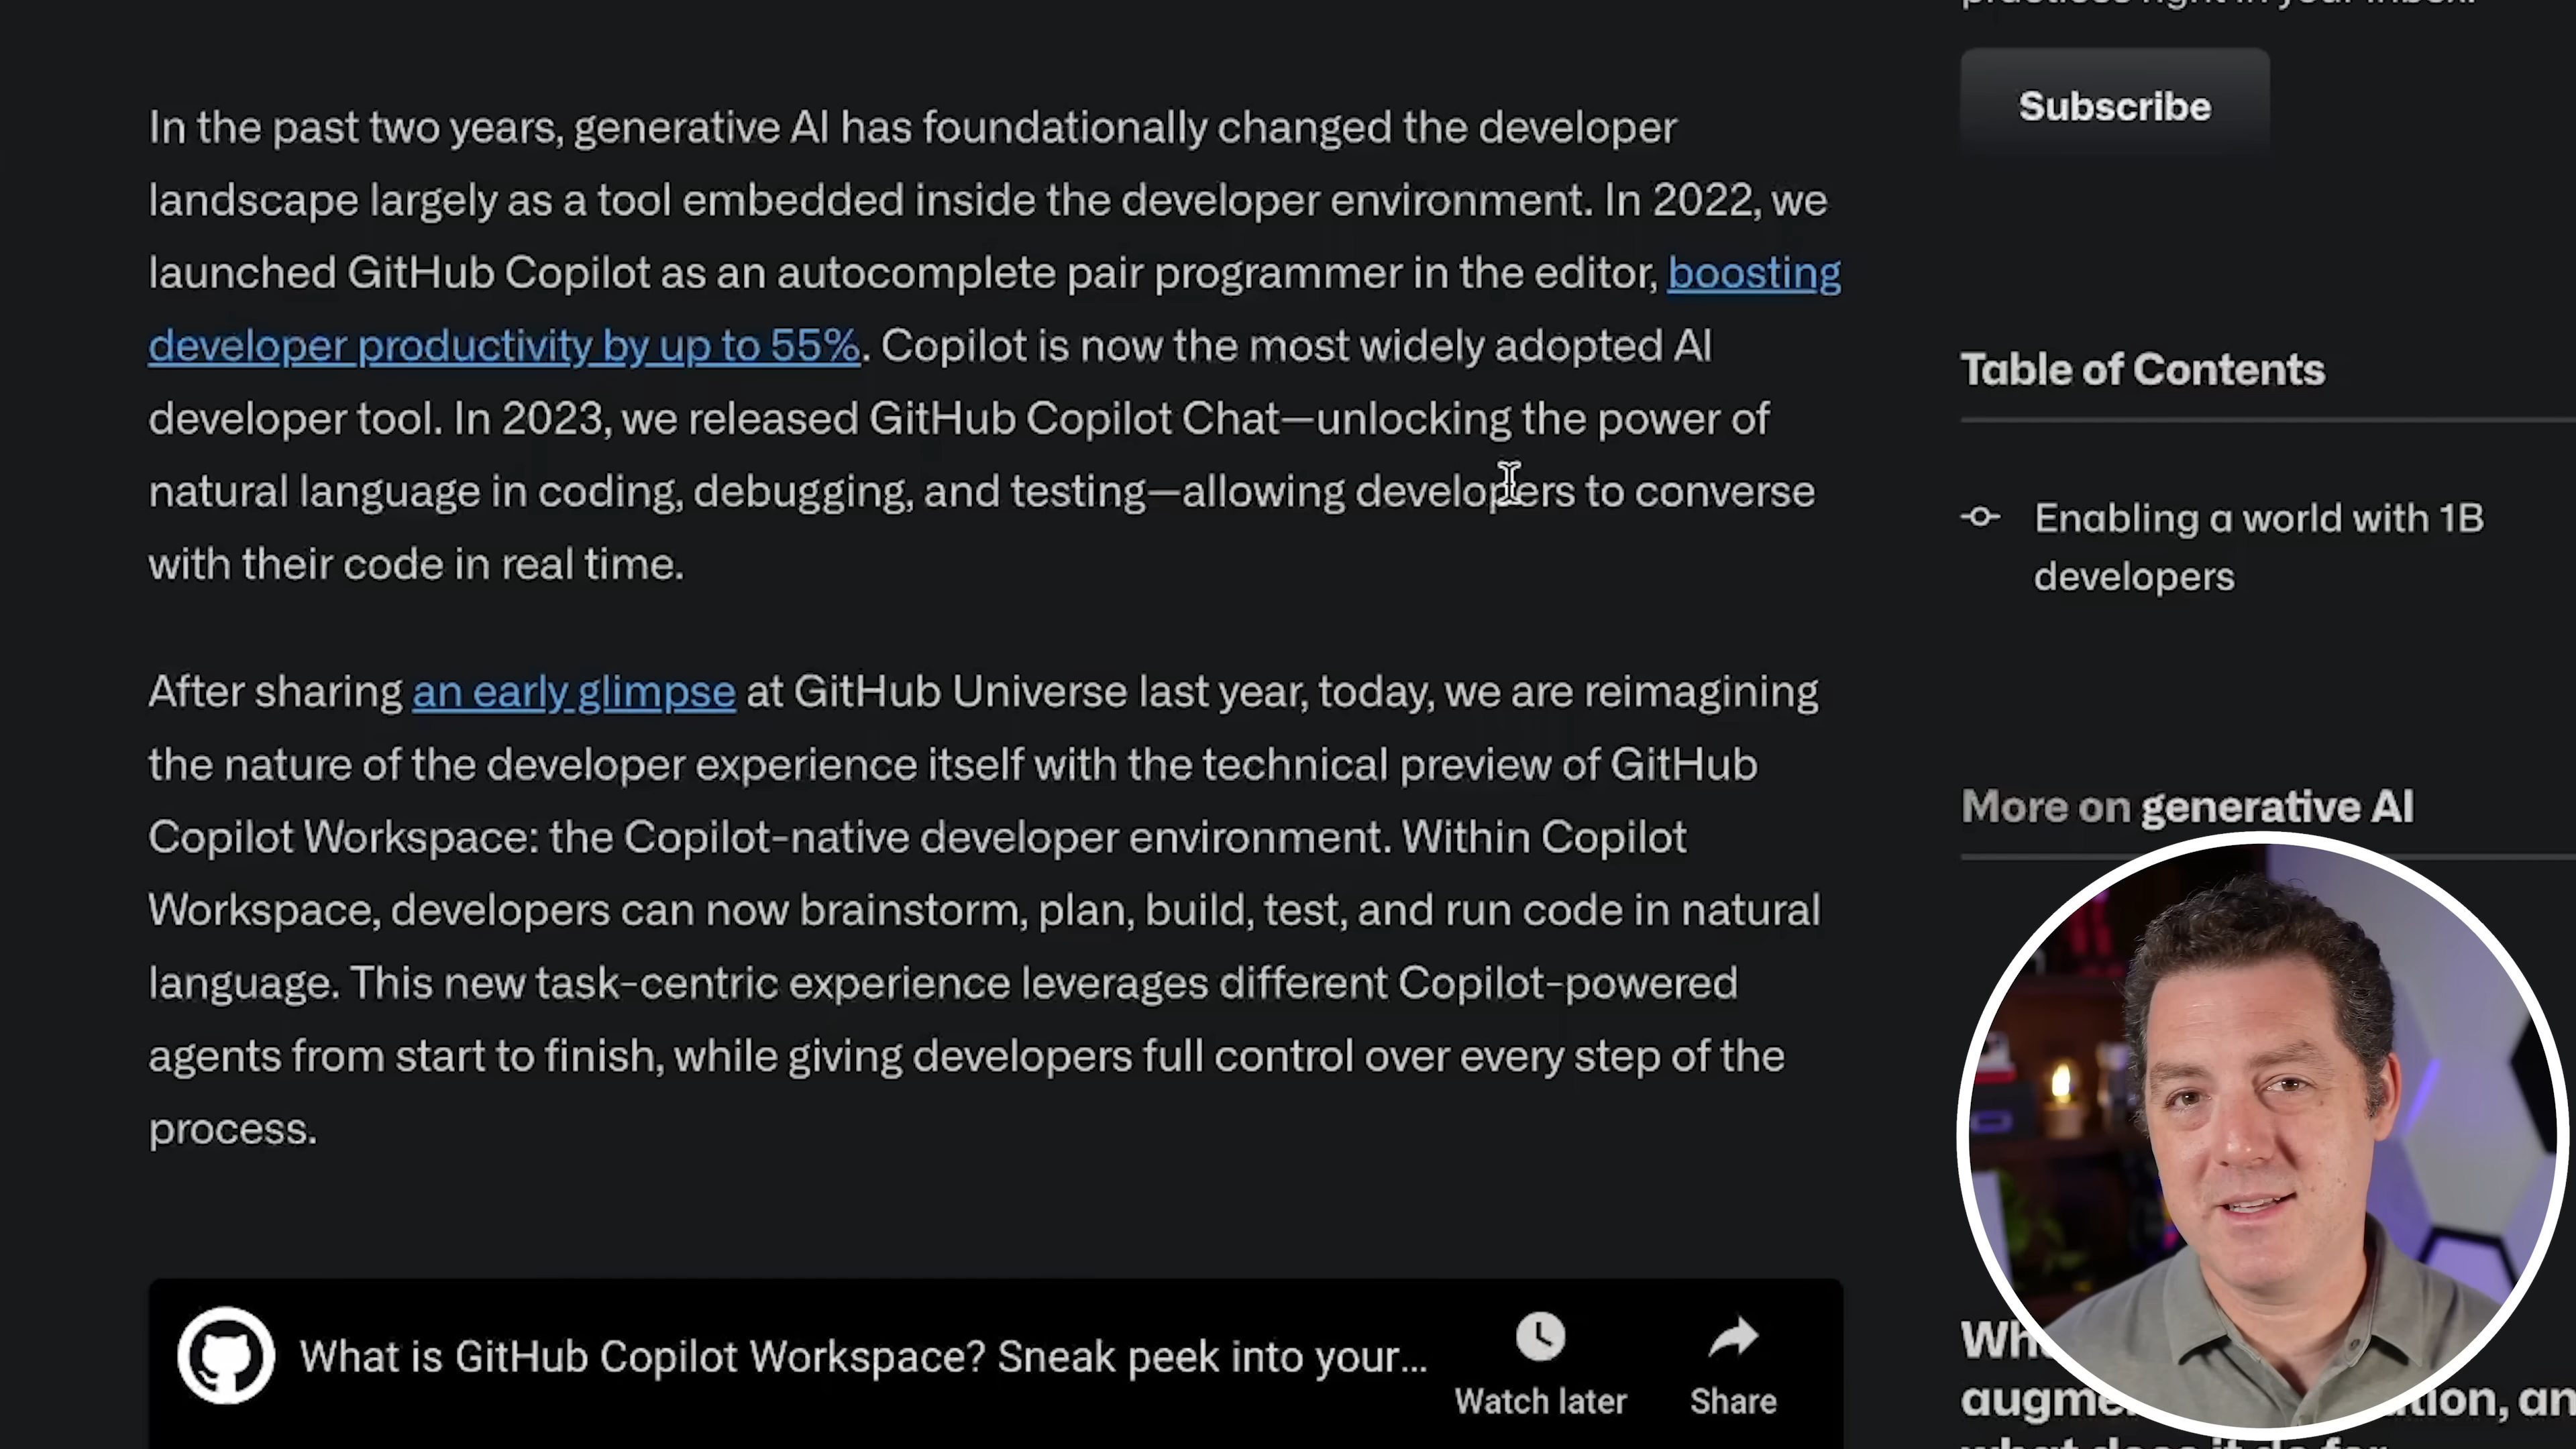 practices right in your inbox.
Subscribe
In the past two years, generative AI has foundationally changed the developer
landscape largely as a tool embedded inside the developer environment. In 2022, we
launched GitHub Copilot as an autocomplete pair programmer in the editor, boosting
developer productivity by up to 55%. Copilot is now the most widely adopted AI
developer tool. In 2023, we released GitHub Copilot Chat—unlocking the power of
natural language in coding, debugging, and testing—allowing developers to converse
with their code in real time.
After sharing an early glimpse at GitHub Universe last year, today, we are reimagining
the nature of the developer experience itself with the technical preview of GitHub
Copilot Workspace: the Copilot-native developer environment. Within Copilot
Workspace, developers can now brainstorm, plan, build, test, and run code in natural
language. This new task-centric experience leverages different Copilot-powered
agents from start to finish, while giving developers full control over every step of the
process.
What is GitHub Copilot Workspace? Sneak peek into your...
Watch later
Share
Table of Contents
Enabling a world with 1B
developers
More on generative AI